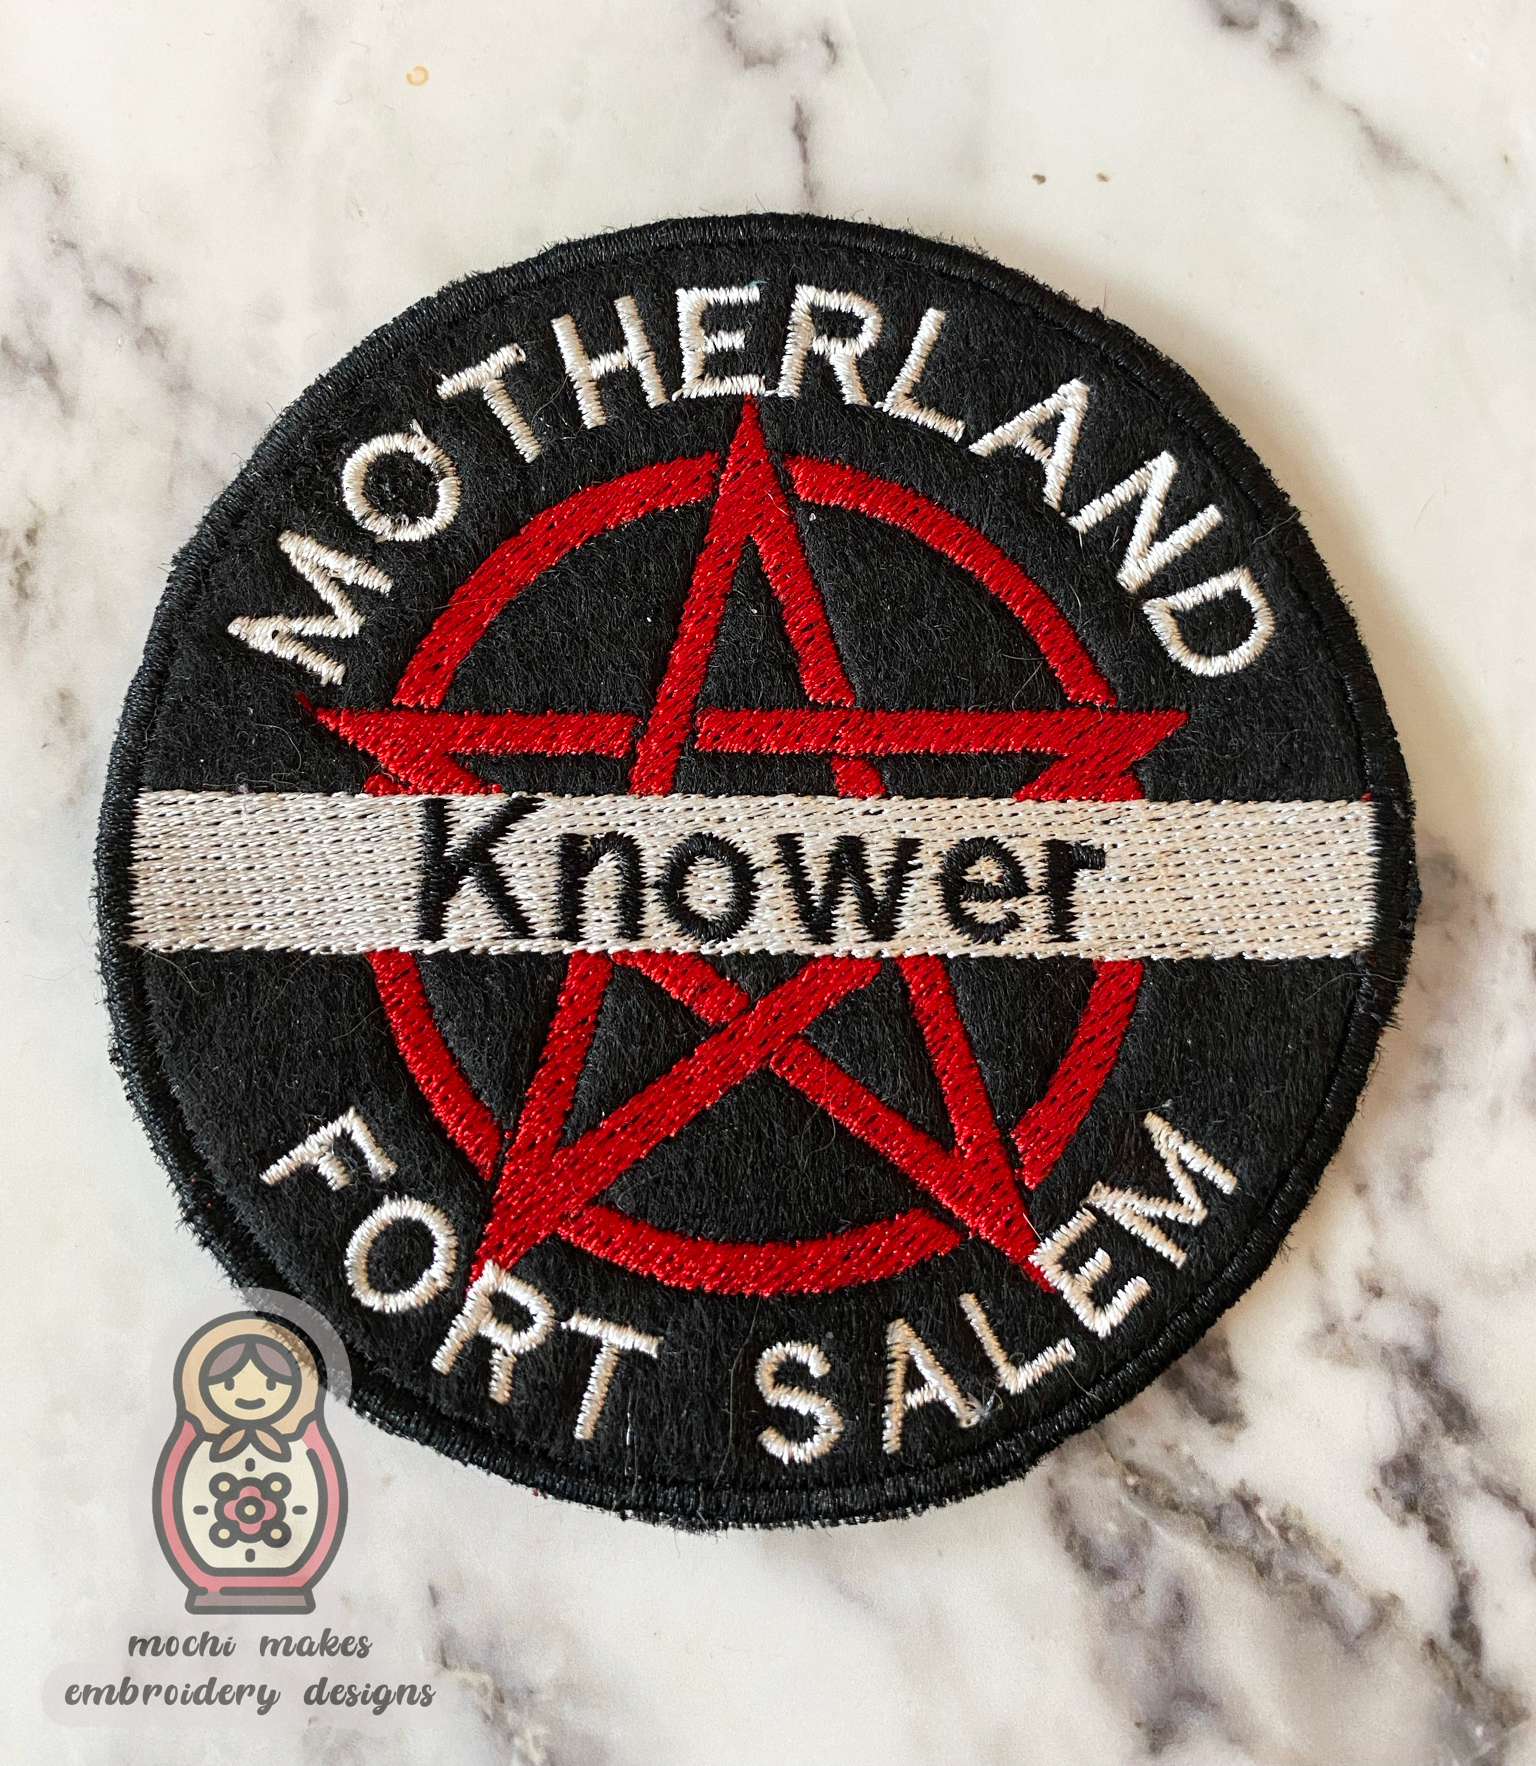 MOTHERLAND
Knower
FORT SALEM
mochi makes
embroidery designs